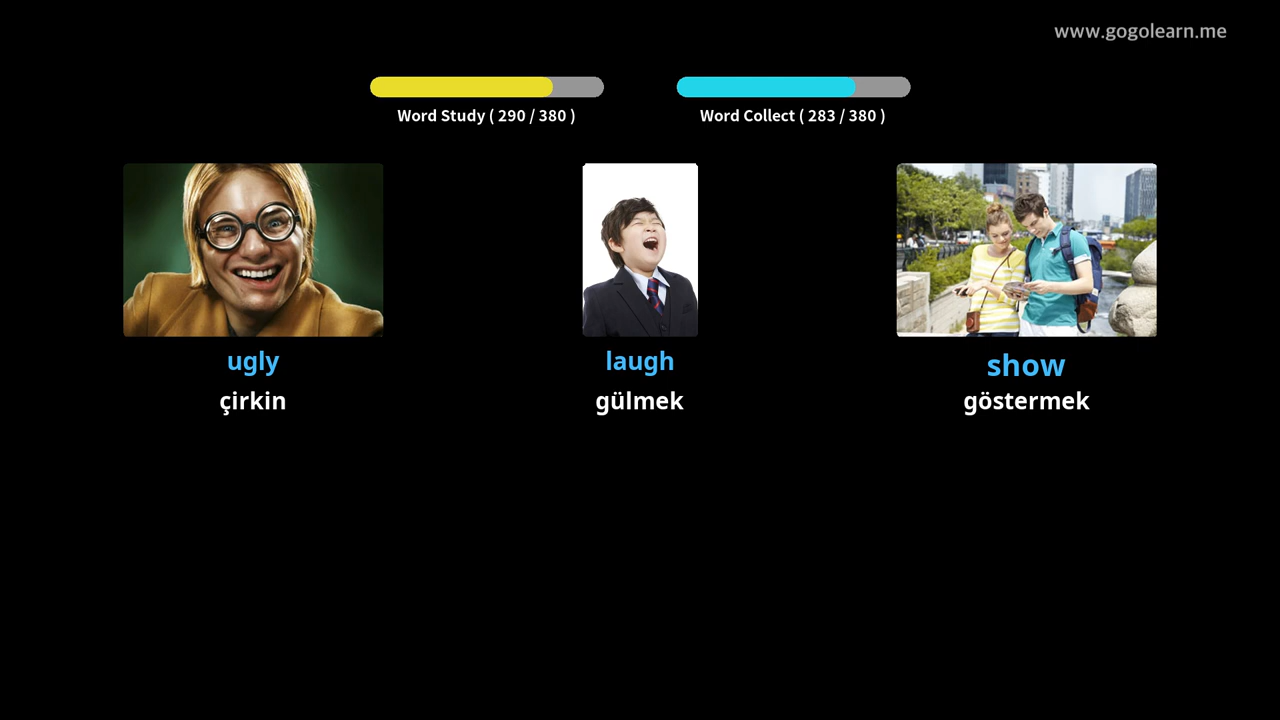 www.gogolearn.me
Word Study ( 290 / 380 )
Word Collect ( 283 / 380 )
ugly
laugh
show
çirkin
gülmek
göstermek